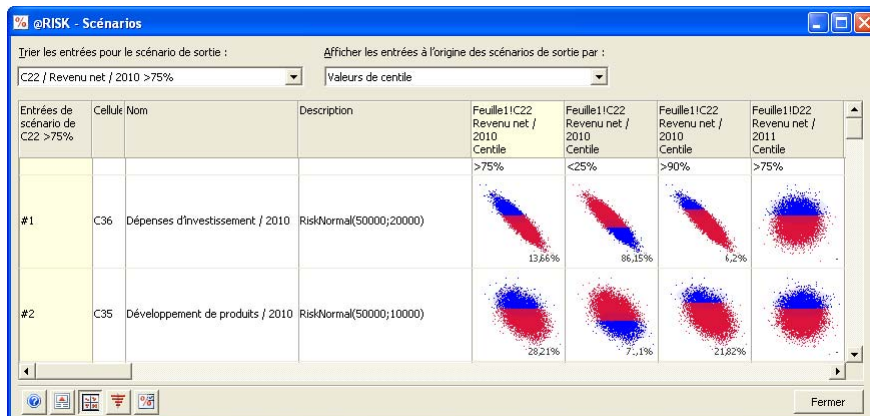 @RISK - Scénarios
Trier les entrées pour le scénario de sortie :
Afficher les entrées à l'origine des scénarios de sortie par :
C22 / Revenu net / 2010 >75%
Valeurs de centile
Entrées de scénario de C22 >75%
Cellule
Nom
Description
Feuille1!C22 Revenu net / 2010 Centile
Feuille1!C22 Revenu net / 2010 Centile
Feuille1!C22 Revenu net / 2010 Centile
Feuille1!D22 Revenu net / 2011 Centile
>75%
<25%
>90%
>75%
#1
C36
Dépenses d'investissement / 2010
RiskNormal(50000;20000)
13,66%
86,15%
6,2%
#2
C35
Développement de produits / 2010
RiskNormal(50000;10000)
28,21%
71,1%
21,82%
Fermer